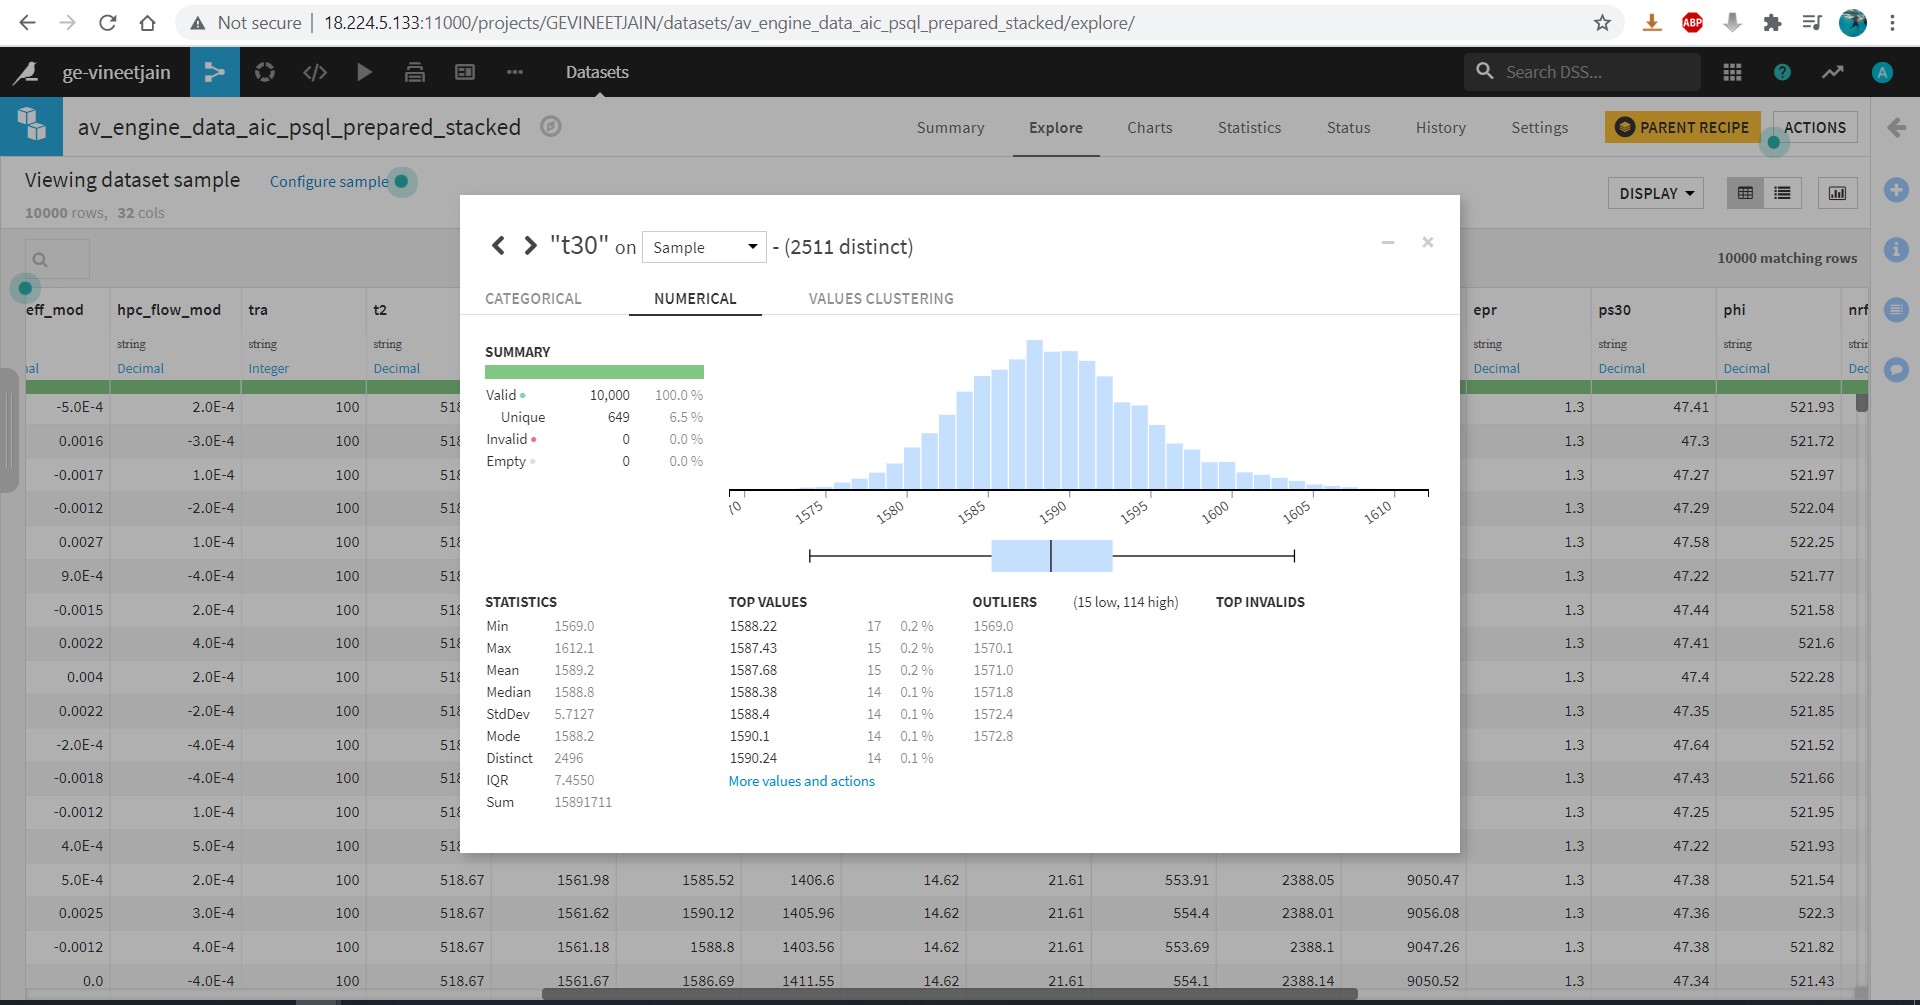 Not secure | 18.224.5.133:11000/projects/GEVINEETJAIN/datasets/av_engine_data_aic_psql_prepared_stacked/explore/
ABP
ge-vineetjain
Datasets
Search DSS...
?
A
av_engine_data_aic_psql_prepared_stacked
Summary Explore Charts Statistics Status History Settings
PARENT RECIPE
ACTIONS
Viewing dataset sample
Configure sample
10000 rows, 32 cols
DISPLAY
10000 matching rows
"t30" on Sample - (2511 distinct)
CATEGORICAL NUMERICAL VALUES CLUSTERING
SUMMARY
Valid 10,000 100.0 %
Unique 649 6.5 %
Invalid 0 0.0 %
Empty 0 0.0 %
1575 1580 1585 1590 1595 1600 1605 1610
STATISTICS
Min 1569.0
Max 1612.1
Mean 1589.2
Median 1588.8
StdDev 5.7127
Mode 1588.2
Distinct 2496
IQR 7.4550
Sum 15891711
TOP VALUES
1588.22 17 0.2 %
1587.43 15 0.2 %
1587.68 15 0.2 %
1588.38 14 0.1 %
1588.4 14 0.1 %
1590.1 14 0.1 %
1590.24 14 0.1 %
More values and actions
OUTLIERS (15 low, 114 high)
1569.0
1570.1
1571.0
1571.8
1572.4
1572.8
TOP INVALIDS
eff_mod hpc_flow_mod tra t2 epr ps30 phi nrf
string string string string string string
Decimal Integer Decimal Decimal Decimal Decimal
-5.0E-4 2.0E-4 100 1.3 47.41 521.93
0.0016 -3.0E-4 100 1.3 47.3 521.72
-0.0017 1.0E-4 100 1.3 47.27 521.97
-0.0012 -2.0E-4 100 1.3 47.29 522.04
0.0027 1.0E-4 100 1.3 47.58 522.25
9.0E-4 -4.0E-4 100 1.3 47.22 521.77
-0.0015 2.0E-4 100 1.3 47.44 521.58
0.0022 4.0E-4 100 1.3 47.41 521.6
0.004 2.0E-4 100 1.3 47.4 522.28
0.0022 -2.0E-4 100 1.3 47.35 521.85
-2.0E-4 -4.0E-4 100 1.3 47.64 521.52
-0.0018 -4.0E-4 100 1.3 47.43 521.66
-0.0012 1.0E-4 100 1.3 47.25 521.95
4.0E-4 5.0E-4 100 1.3 47.22 521.93
5.0E-4 2.0E-4 100 518.67 1561.98 1585.52 1406.6 14.62 21.61 553.91 2388.05 9050.47 1.3 47.38 521.54
0.0025 3.0E-4 100 518.67 1561.62 1590.12 1405.96 14.62 21.61 554.4 2388.01 9056.08 1.3 47.36 522.3
-0.0012 4.0E-4 100 518.67 1561.18 1588.8 1403.56 14.62 21.61 553.69 2388.1 9047.26 1.3 47.38 521.82
0.0 -4.0E-4 100 518.67 1561.67 1586.69 1411.55 14.62 21.61 554.1 2388.14 9050.52 1.3 47.34 521.43